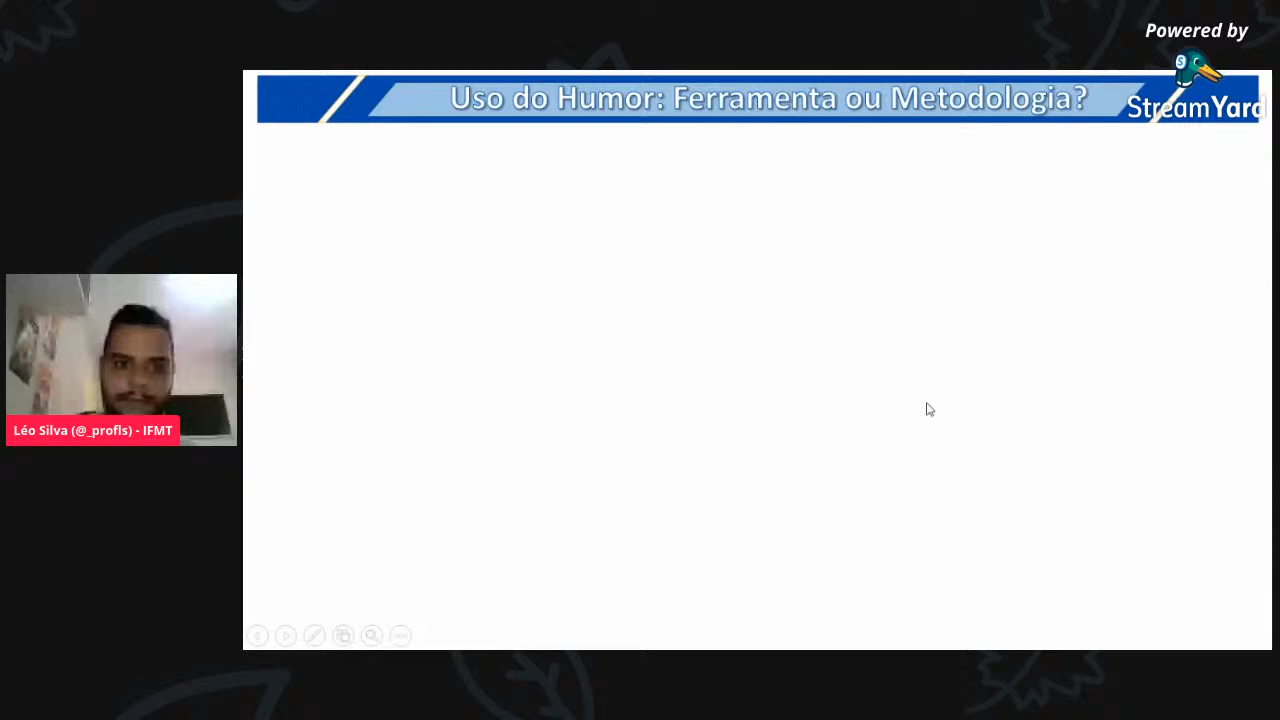 Powered by
StreamYard
Uso do Humor: Ferramenta ou Metodologia?
Léo Silva (@_profls) - IFMT